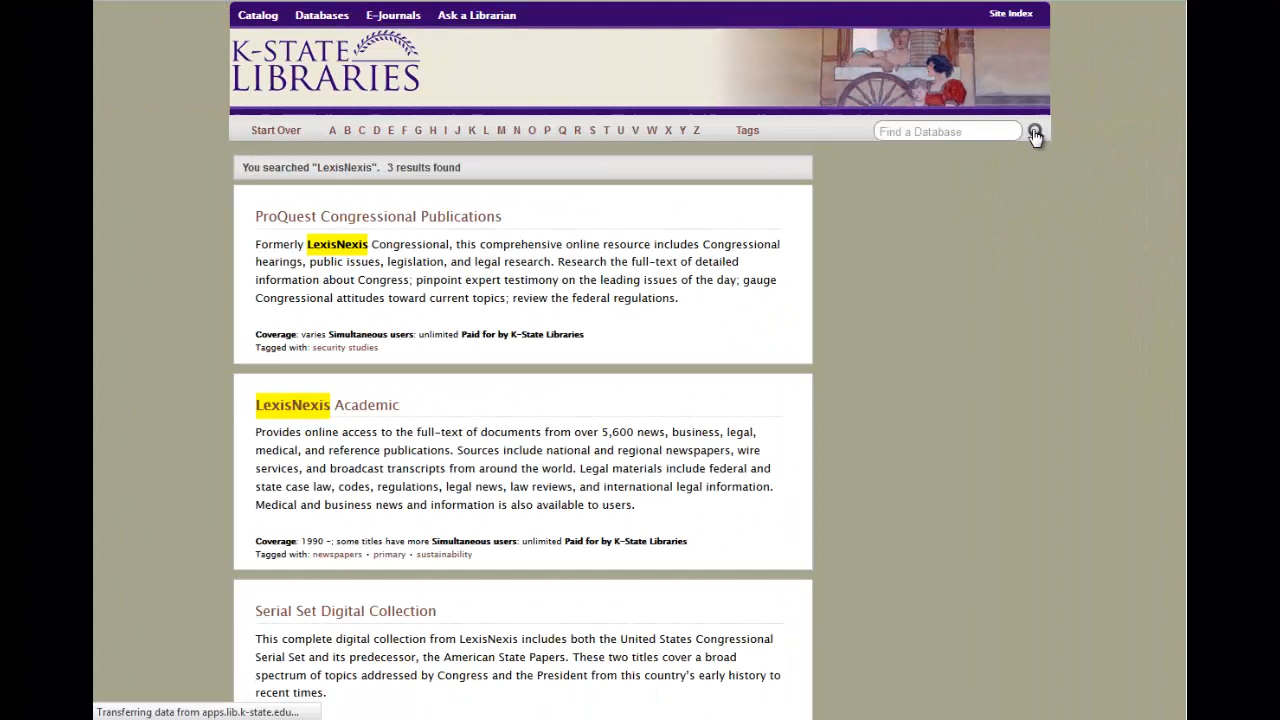 Catalog Databases E-Journals Ask a Librarian Site Index
K-STATE
LIBRARIES
Start Over A B C D E F G H I J K L M N O P Q R S T U V W X Y Z Tags Find a Database
You searched "LexisNexis". 3 results found
ProQuest Congressional Publications
Formerly LexisNexis Congressional, this comprehensive online resource includes Congressional
hearings, public issues, legislation, and legal research. Research the full-text of detailed
information about Congress; pinpoint expert testimony on the leading issues of the day; gauge
Congressional attitudes toward current topics; review the federal regulations.
Coverage: varies Simultaneous users: unlimited Paid for by K-State Libraries
Tagged with: security studies
LexisNexis Academic
Provides online access to the full-text of documents from over 5,600 news, business, legal,
medical, and reference publications. Sources include national and regional newspapers, wire
services, and broadcast transcripts from around the world. Legal materials include federal and
state case law, codes, regulations, legal news, law reviews, and international legal information.
Medical and business news and information is also available to users.
Coverage: 1990 -; some titles have more Simultaneous users: unlimited Paid for by K-State Libraries
Tagged with: newspapers • primary • sustainability
Serial Set Digital Collection
This complete digital collection from LexisNexis includes both the United States Congressional
Serial Set and its predecessor, the American State Papers. These two titles cover a broad
spectrum of topics addressed by Congress and the President from this country's early history to
recent times.
Transferring data from apps.lib.k-state.edu...